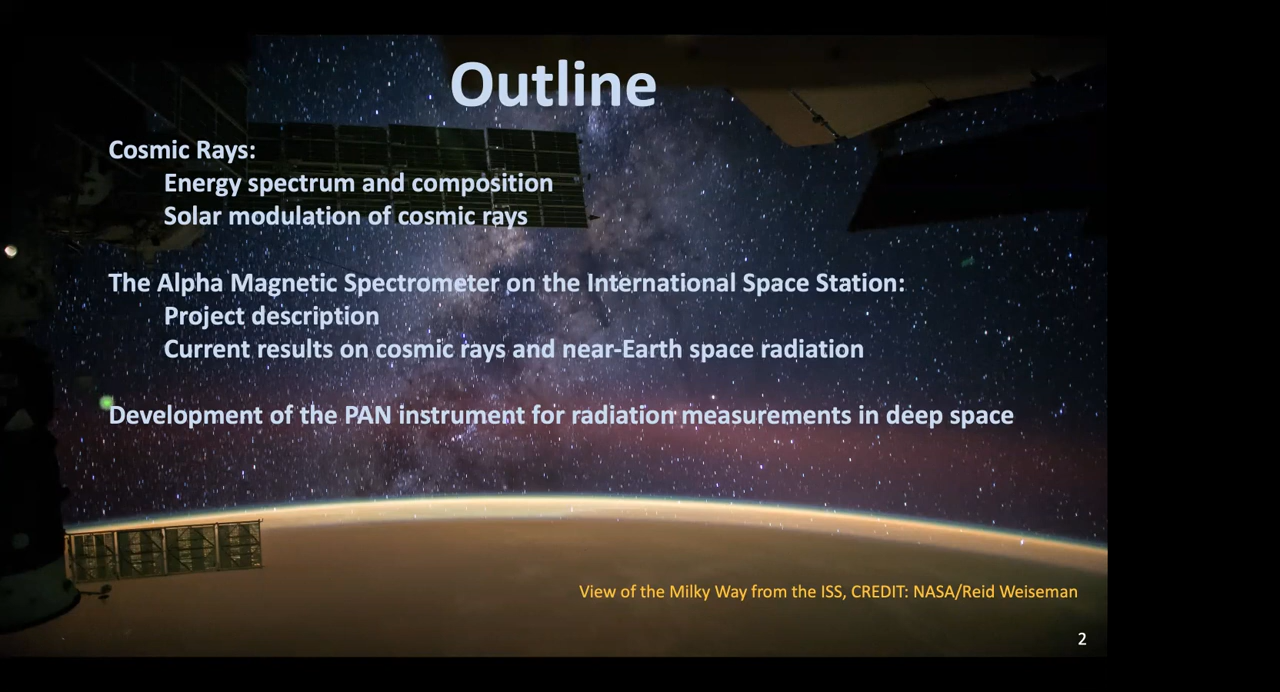 Outline
Cosmic Rays:
Energy spectrum and composition
Solar modulation of cosmic rays
The Alpha Magnetic Spectrometer on the International Space Station:
Project description
Current results on cosmic rays and near-Earth space radiation
Development of the PAN instrument for radiation measurements in deep space
View of the Milky Way from the ISS, CREDIT: NASA/Reid Weiseman
2